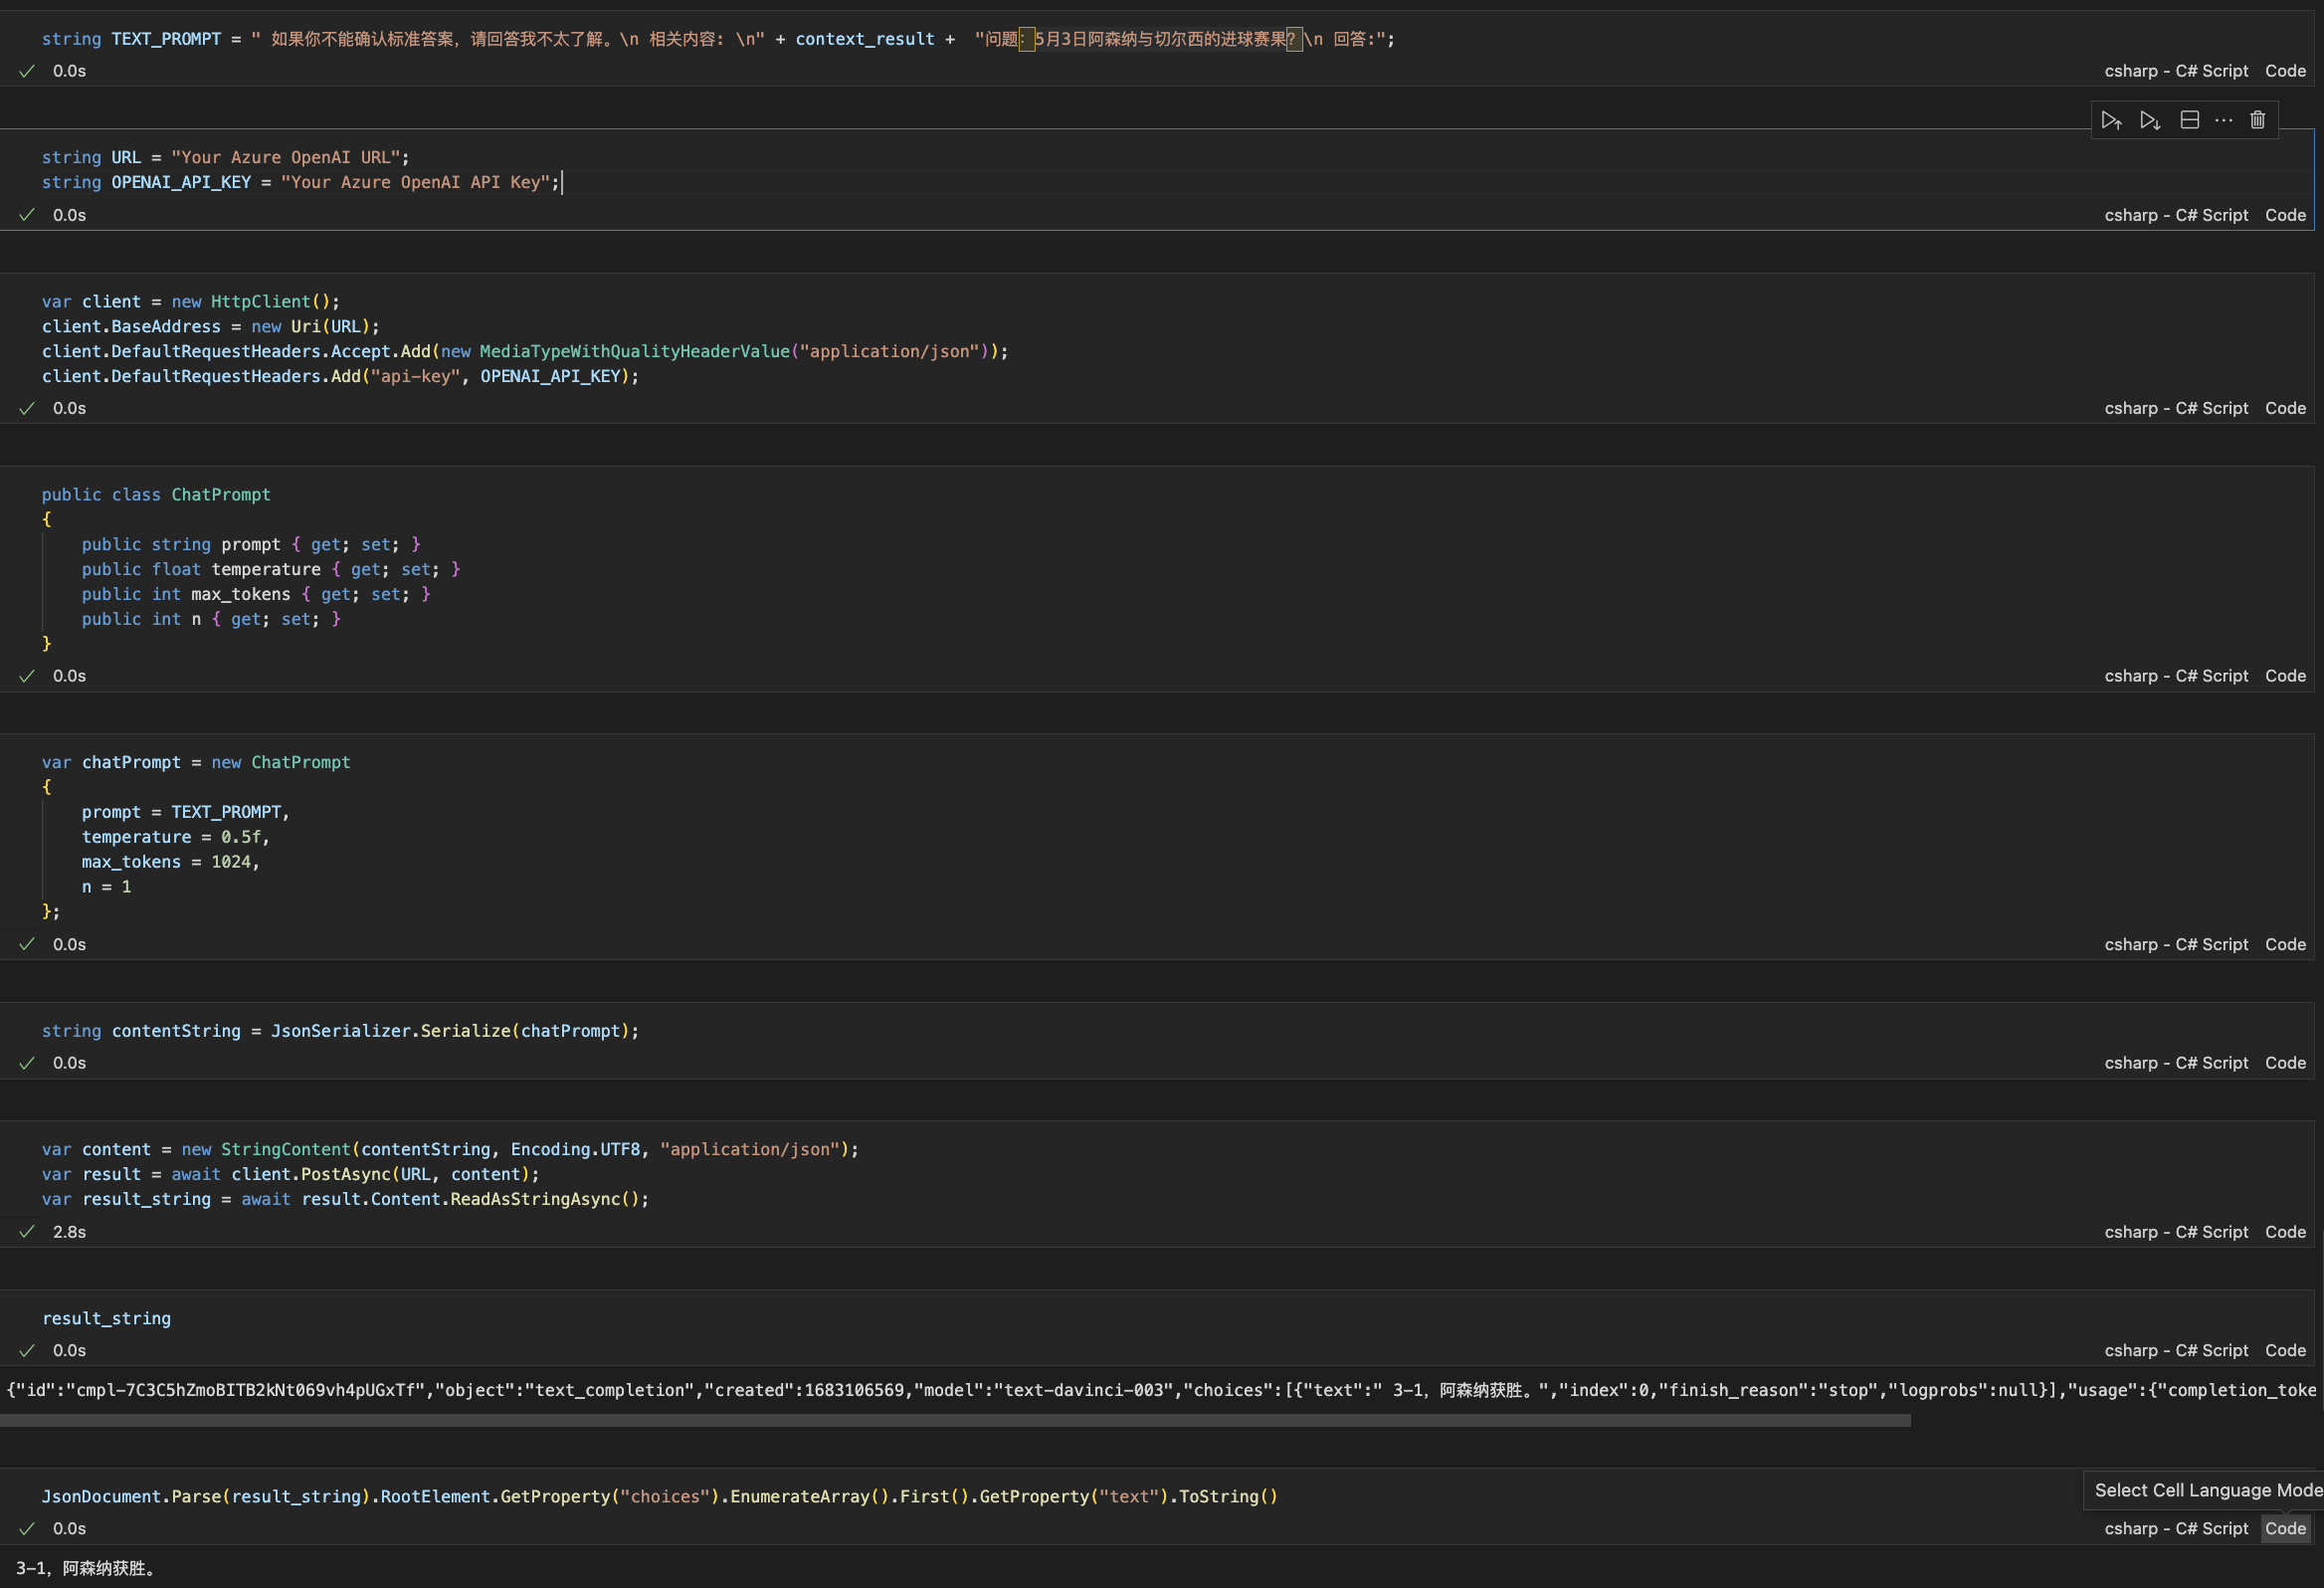 string TEXT_PROMPT = " 如果你不能确认标准答案，请回答我不太了解。\n 相关内容: \n" + context_result +  "问题：5月3日阿森纳与切尔西的进球赛果？\n 回答:";
0.0s
csharp - C# Script Code
string URL = "Your Azure OpenAI URL";
string OPENAI_API_KEY = "Your Azure OpenAI API Key";
0.0s
csharp - C# Script Code
var client = new HttpClient();
client.BaseAddress = new Uri(URL);
client.DefaultRequestHeaders.Accept.Add(new MediaTypeWithQualityHeaderValue("application/json"));
client.DefaultRequestHeaders.Add("api-key", OPENAI_API_KEY);
0.0s
csharp - C# Script Code
public class ChatPrompt
{
    public string prompt { get; set; }
    public float temperature { get; set; }
    public int max_tokens { get; set; }
    public int n { get; set; }
}
0.0s
csharp - C# Script Code
var chatPrompt = new ChatPrompt
{
    prompt = TEXT_PROMPT,
    temperature = 0.5f,
    max_tokens = 1024,
    n = 1
};
0.0s
csharp - C# Script Code
string contentString = JsonSerializer.Serialize(chatPrompt);
0.0s
csharp - C# Script Code
var content = new StringContent(contentString, Encoding.UTF8, "application/json");
var result = await client.PostAsync(URL, content);
var result_string = await result.Content.ReadAsStringAsync();
2.8s
csharp - C# Script Code
result_string
0.0s
csharp - C# Script Code
{"id":"cmpl-7C3C5hZmoBITB2kNt069vh4pUGxTf","object":"text_completion","created":1683106569,"model":"text-davinci-003","choices":[{"text":" 3-1，阿森纳获胜。","index":0,"finish_reason":"stop","logprobs":null}],"usage":{"completion_toke
JsonDocument.Parse(result_string).RootElement.GetProperty("choices").EnumerateArray().First().GetProperty("text").ToString()
Select Cell Language Mode
0.0s
csharp - C# Script Code
3-1，阿森纳获胜。